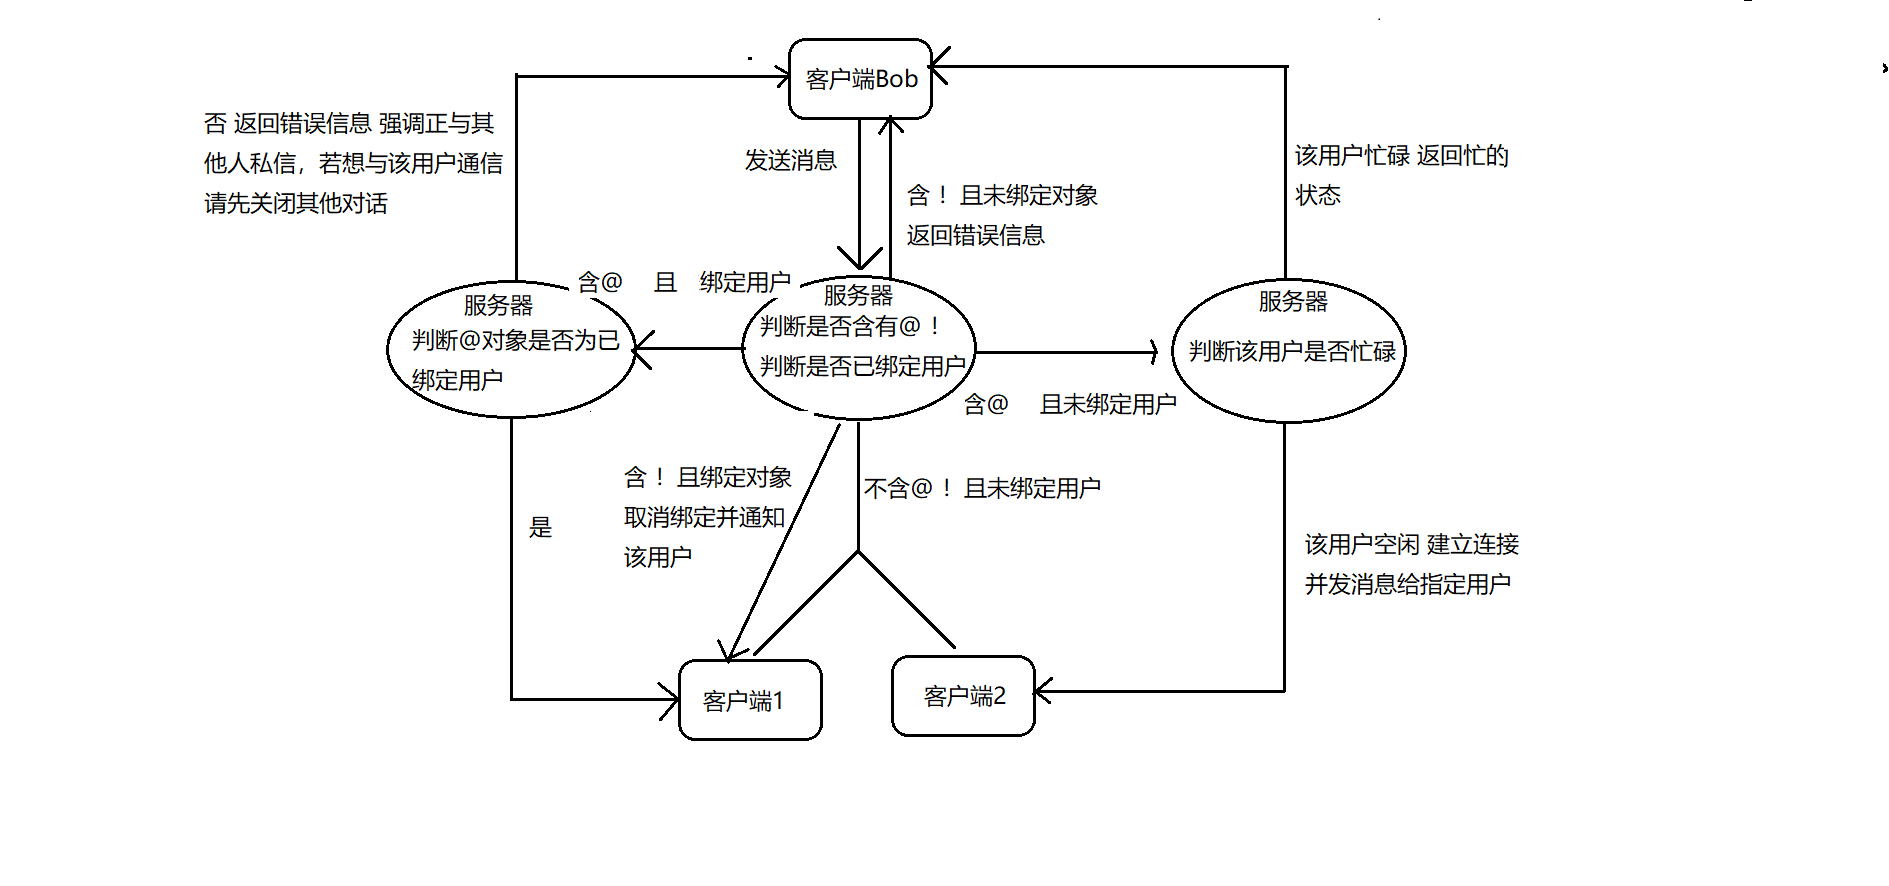 客户端Bob
否 返回错误信息 强调正与其
他人私信，若想与该用户通信
请先关闭其他对话
发送消息
含 ！且未绑定对象
返回错误信息
该用户忙碌 返回忙的
状态
含@ 且 绑定用户
服务器
判断@对象是否为已
绑定用户
服务器
判断是否含有@ ！
判断是否已绑定用户
服务器
判断该用户是否忙碌
含@ 且未绑定用户
含 ！且绑定对象
取消绑定并通知
该用户
不含@ ！且未绑定用户
是
该用户空闲 建立连接
并发消息给指定用户
客户端1
客户端2